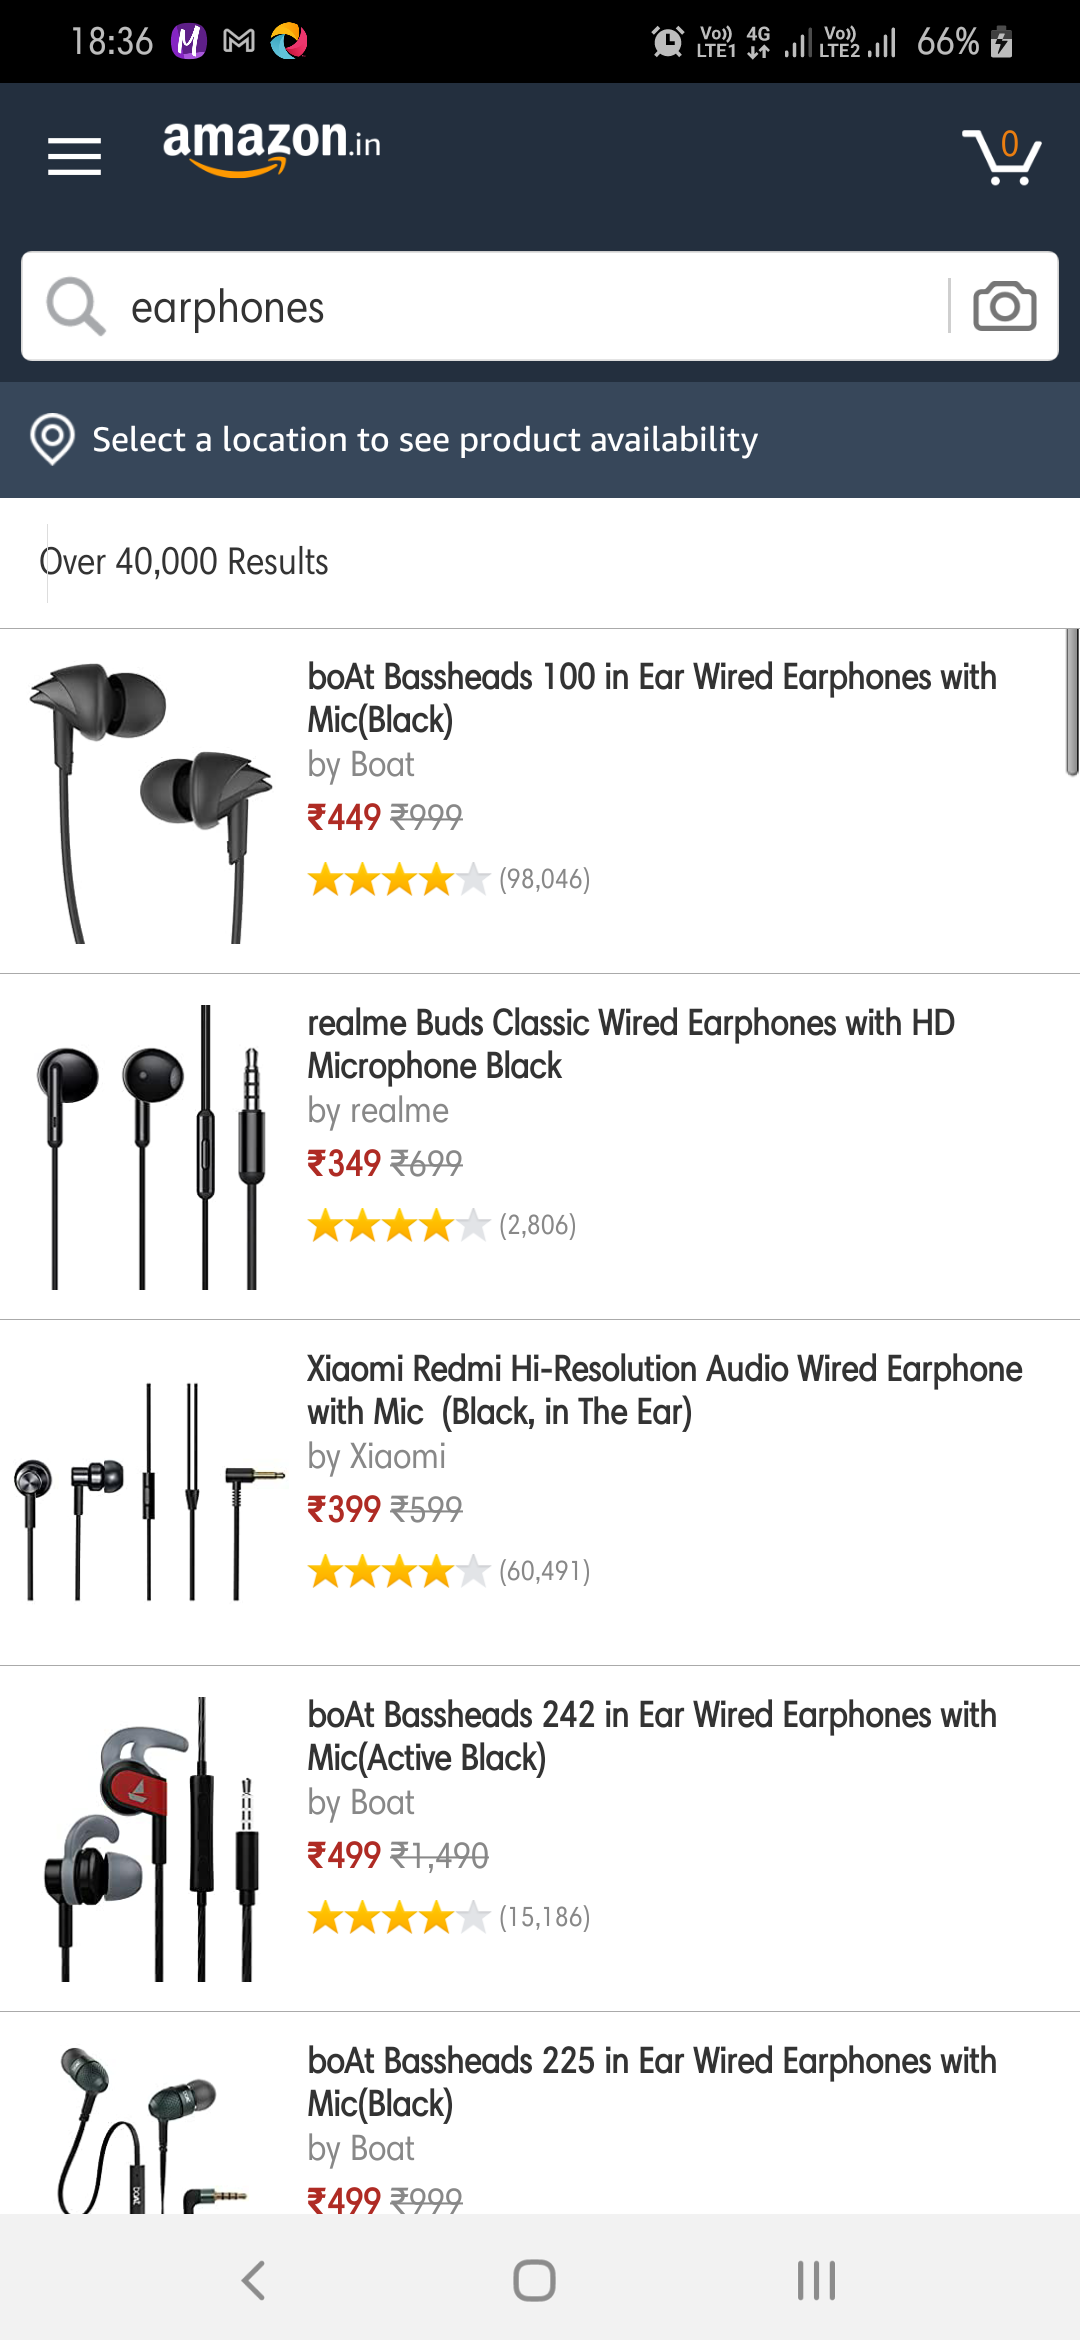 18:36 M M Vo)) LTE1 4G Vo)) LTE2 66%
amazon.in 0
earphones
Select a location to see product availability
Over 40,000 Results
boAt Bassheads 100 in Ear Wired Earphones with
Mic(Black)
by Boat
₹449 ₹999
(98,046)
realme Buds Classic Wired Earphones with HD
Microphone Black
by realme
₹349 ₹699
(2,806)
Xiaomi Redmi Hi-Resolution Audio Wired Earphone
with Mic  (Black, in The Ear)
by Xiaomi
₹399 ₹599
(60,491)
boAt Bassheads 242 in Ear Wired Earphones with
Mic(Active Black)
by Boat
₹499 ₹1,490
(15,186)
boAt Bassheads 225 in Ear Wired Earphones with
Mic(Black)
by Boat
₹499 ₹999